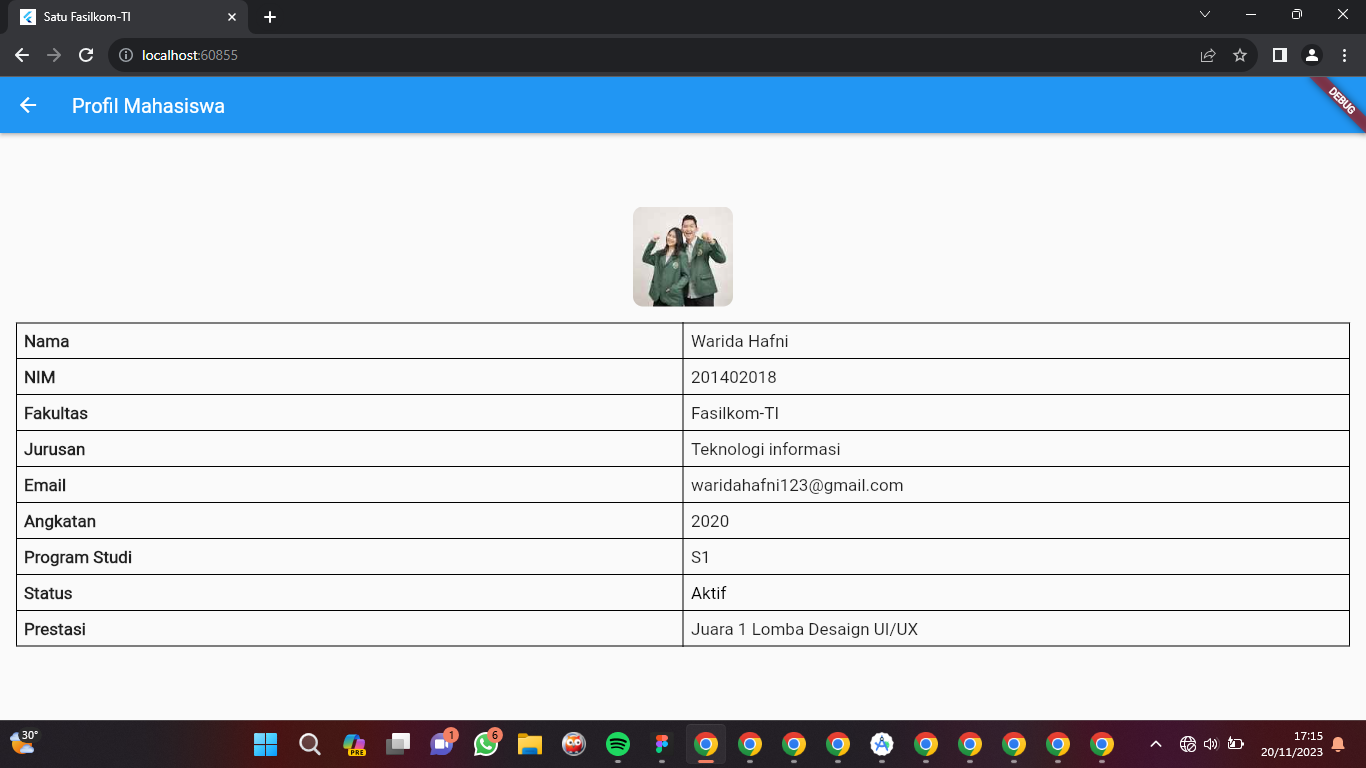 Satu Fasilkom-TI
localhost:60855
Profil Mahasiswa
DEBUG
Nama Warida Hafni
NIM 201402018
Fakultas Fasilkom-TI
Jurusan Teknologi informasi
Email waridahafni123@gmail.com
Angkatan 2020
Program Studi S1
Status Aktif
Prestasi Juara 1 Lomba Desaign UI/UX
30°
PRE
1
6
17:15
20/11/2023